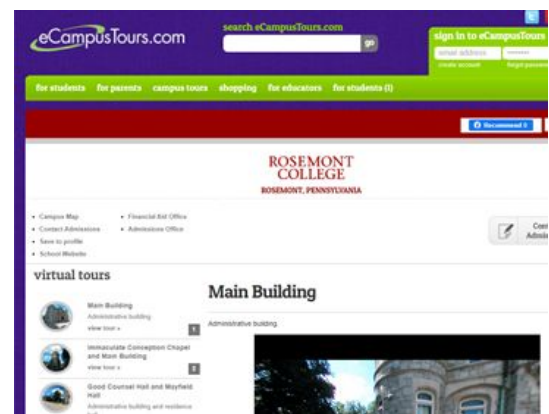 eCampusTours.com
search eCampusTours.com
go
sign in to eCampusTours
email address
create account
for students for parents campus tours shopping for educators for students (I)
Recommend 0
ROSEMONT
COLLEGE
ROSEMONT, PENNSYLVANIA
• Campus Map
• Contact Admissions
• Save to profile
• School Website
• Financial Aid Office
• Admissions Office
virtual tours
Main Building
Administrative building
view tour »
1
Immaculate Conception Chapel
and Main Building
view tour »
Good Counsel Hall and Mayfield
Hall
Administrative building and residence
Main Building
Administrative building.